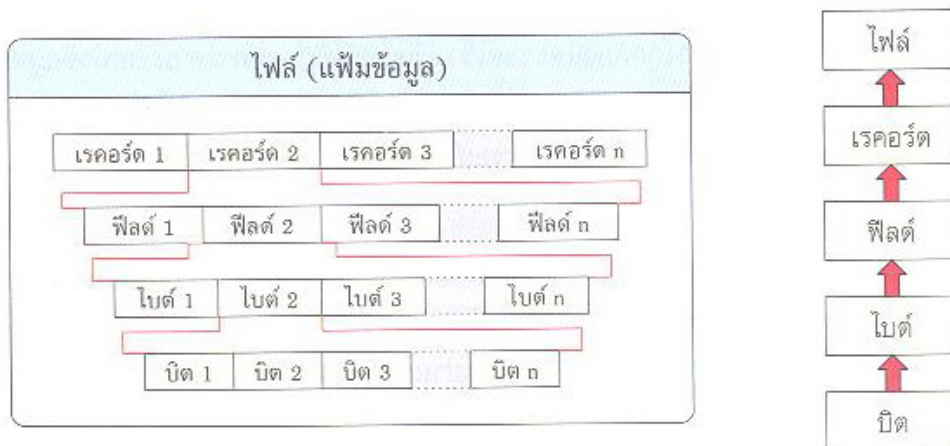 ไฟล์ (แฟ้มข้อมูล)
เรคอร์ด 1 เรคอร์ด 2 เรคอร์ด 3 เรคอร์ด n
ฟีลด์ 1 ฟีลด์ 2 ฟีลด์ 3 ฟีลด์ n
ไบต์ 1 ไบต์ 2 ไบต์ 3 ไบต์ n
บิต 1 บิต 2 บิต 3 บิต n
ไฟล์
เรคอร์ด
ฟีลด์
ไบต์
บิต